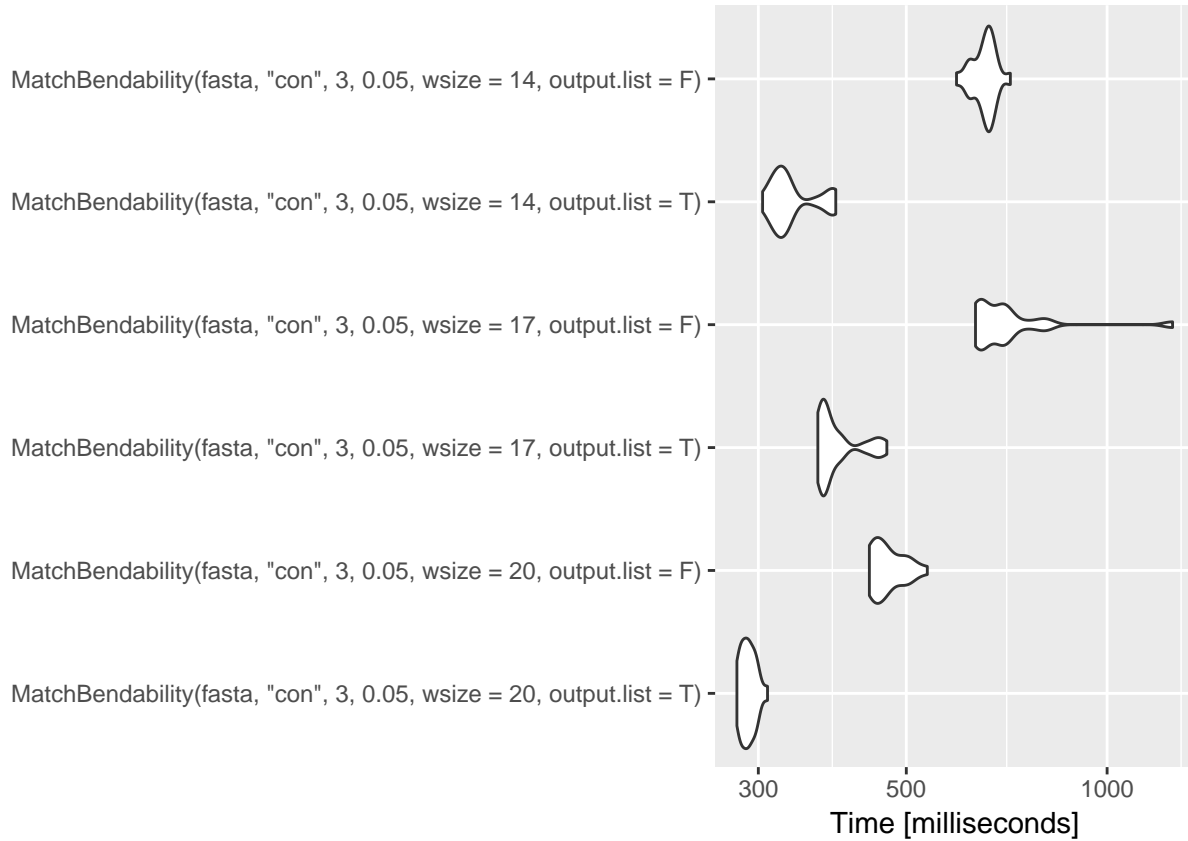 MatchBendability(fasta, "con", 3, 0.05, wsize = 14, output.list = F)
MatchBendability(fasta, "con", 3, 0.05, wsize = 14, output.list = T)
MatchBendability(fasta, "con", 3, 0.05, wsize = 17, output.list = F)
MatchBendability(fasta, "con", 3, 0.05, wsize = 17, output.list = T)
MatchBendability(fasta, "con", 3, 0.05, wsize = 20, output.list = F)
MatchBendability(fasta, "con", 3, 0.05, wsize = 20, output.list = T)
300 500 1000
Time [milliseconds]